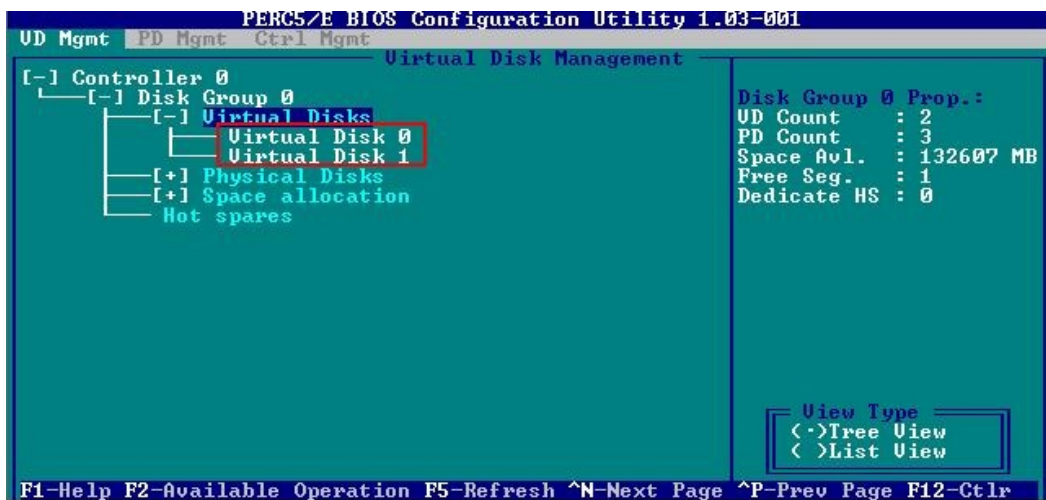 PERC5/E BIOS Configuration Utility 1.03-001
VD Mgmt PD Mgmt Ctrl Mgmt
Virtual Disk Management
[-] Controller 0
[-] Disk Group 0
[-] Virtual Disks
Virtual Disk 0
Virtual Disk 1
[+] Physical Disks
[+] Space allocation
Hot spares
Disk Group 0 Prop.:
VD Count : 2
PD Count : 3
Space Avl. : 132607 MB
Free Seg. : 1
Dedicate HS : 0
View Type
(·)Tree View
( )List View
F1-Help F2-Available Operation F5-Refresh ^N-Next Page ^P-Prev Page F12-Ctlr